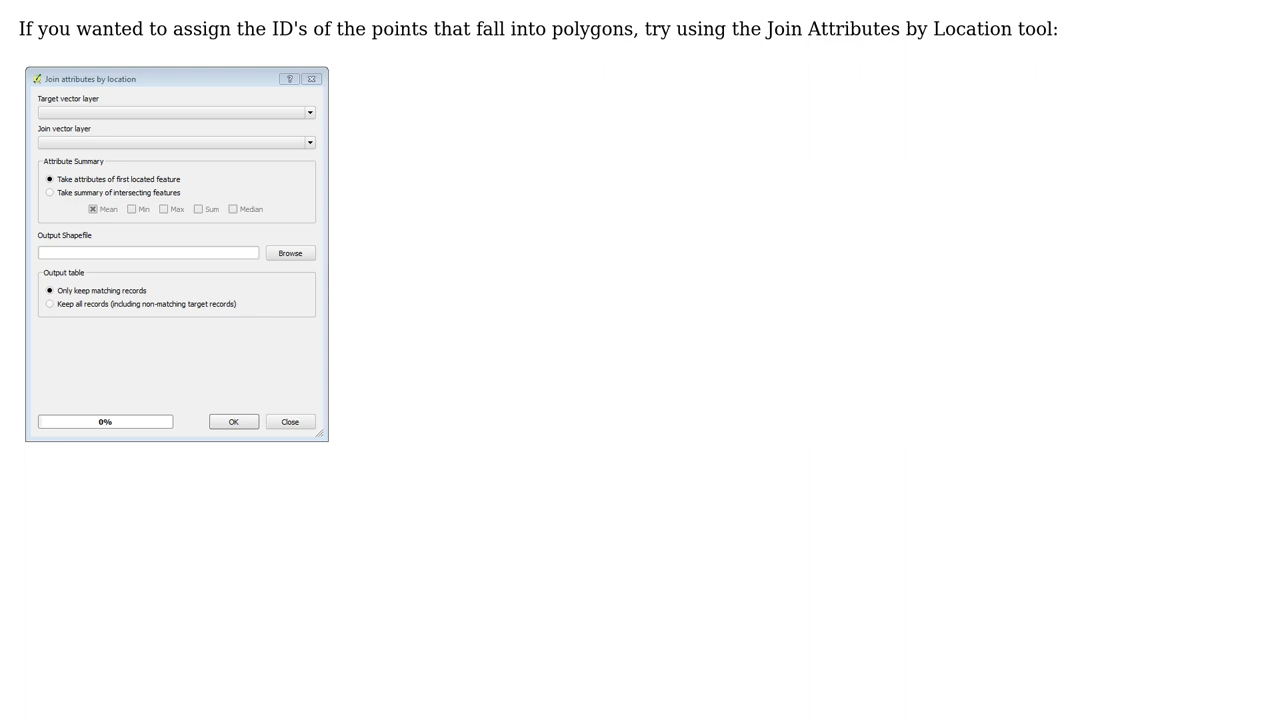 If you wanted to assign the ID's of the points that fall into polygons, try using the Join Attributes by Location tool:
Join attributes by location
Target vector layer
Join vector layer
Attribute Summary
Take attributes of first located feature
Take summary of intersecting features
Mean Min Max Sum Median
Output Shapefile
Browse
Output table
Only keep matching records
Keep all records (including non-matching target records)
0% OK Close